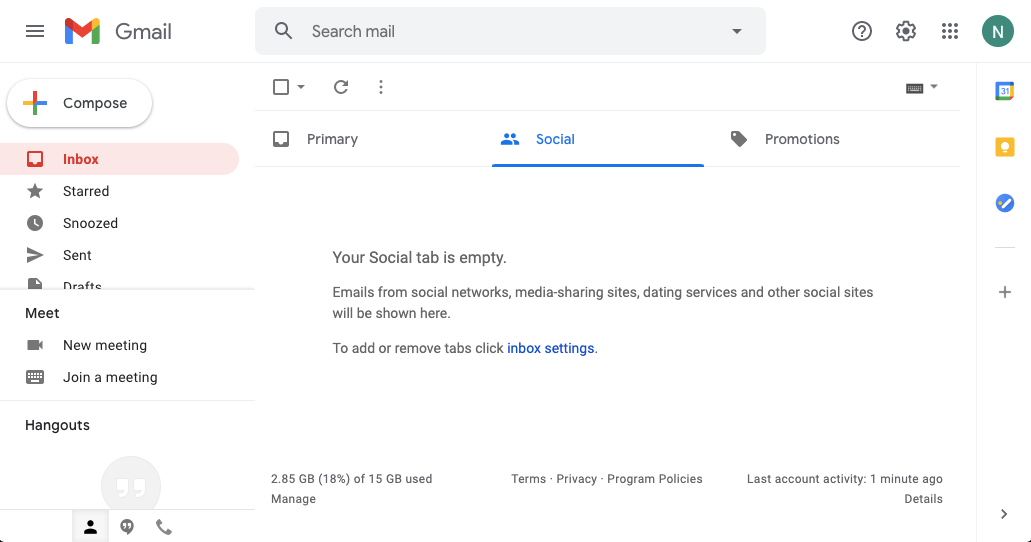 Gmail
Search mail
N
Compose
Inbox
Starred
Snoozed
Sent
Drafts
Meet
New meeting
Join a meeting
Hangouts
Primary
Social
Promotions
Your Social tab is empty.
Emails from social networks, media-sharing sites, dating services and other social sites
will be shown here.
To add or remove tabs click inbox settings.
2.85 GB (18%) of 15 GB used
Manage
Terms · Privacy · Program Policies
Last account activity: 1 minute ago
Details
31